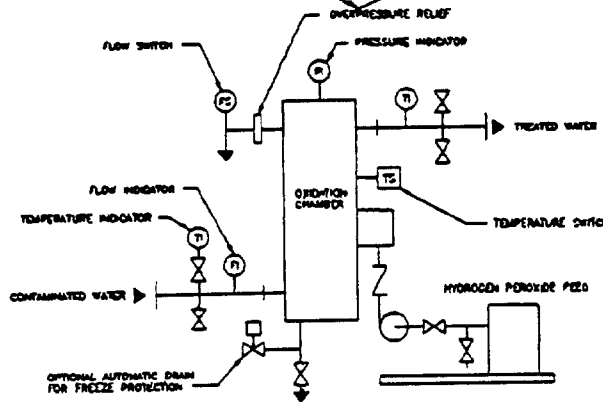 OVERPRESSURE RELIEF
FLOW SWITCH
PRESSURE INDICATOR
PI
FS
TI
TREATED WATER
OXIDATION
CHAMBER
TS
FLOW INDICATOR
TEMPERATURE INDICATOR
TEMPERATURE SWITCH
TI
FI
HYDROGEN PEROXIDE FEED
CONTAMINATED WATER
OPTIONAL AUTOMATIC DRAIN
FOR FREEZE PROTECTION